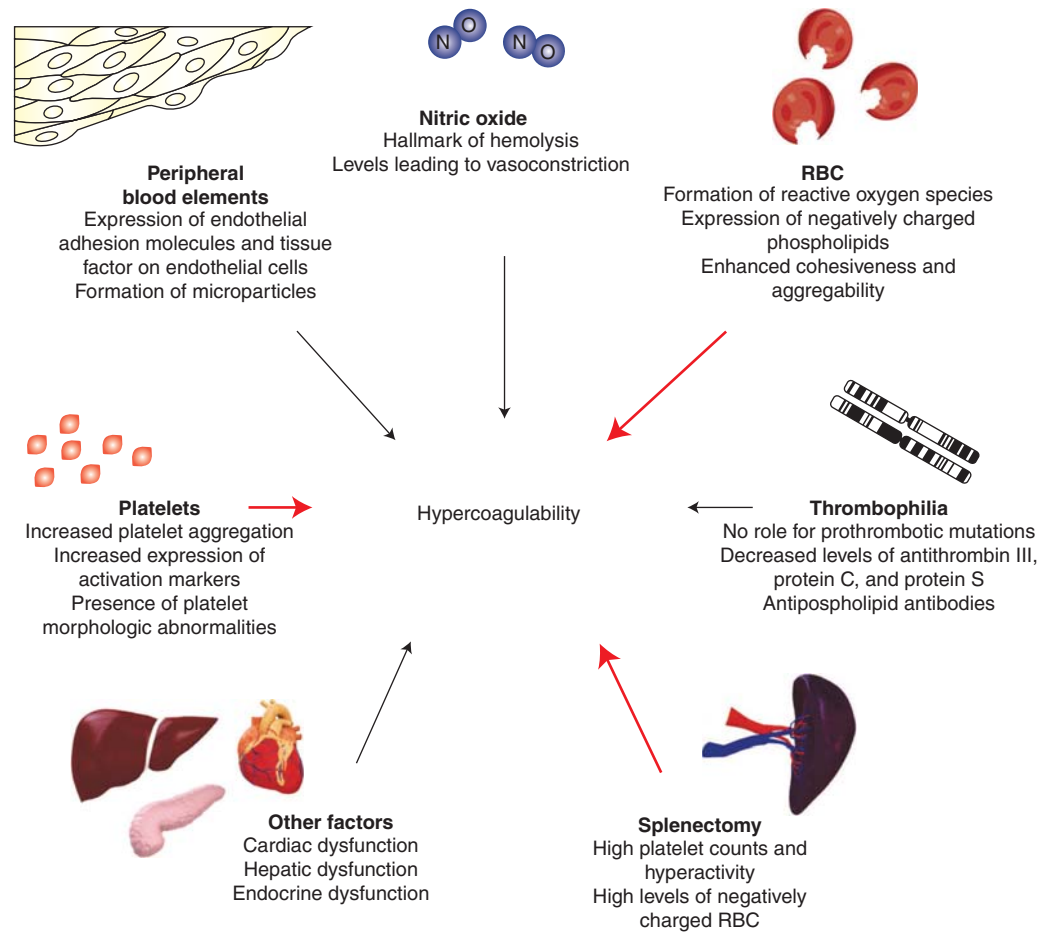 N O
N O
Nitric oxide
Hallmark of hemolysis
Levels leading to vasoconstriction
Peripheral
blood elements
Expression of endothelial
adhesion molecules and tissue
factor on endothelial cells
Formation of microparticles
RBC
Formation of reactive oxygen species
Expression of negatively charged
phospholipids
Enhanced cohesiveness and
aggregability
Platelets
Increased platelet aggregation
Increased expression of
activation markers
Presence of platelet
morphologic abnormalities
Hypercoagulability
Thrombophilia
No role for prothrombotic mutations
Decreased levels of antithrombin III,
protein C, and protein S
Antipospholipid antibodies
Other factors
Cardiac dysfunction
Hepatic dysfunction
Endocrine dysfunction
Splenectomy
High platelet counts and
hyperactivity
High levels of negatively
charged RBC